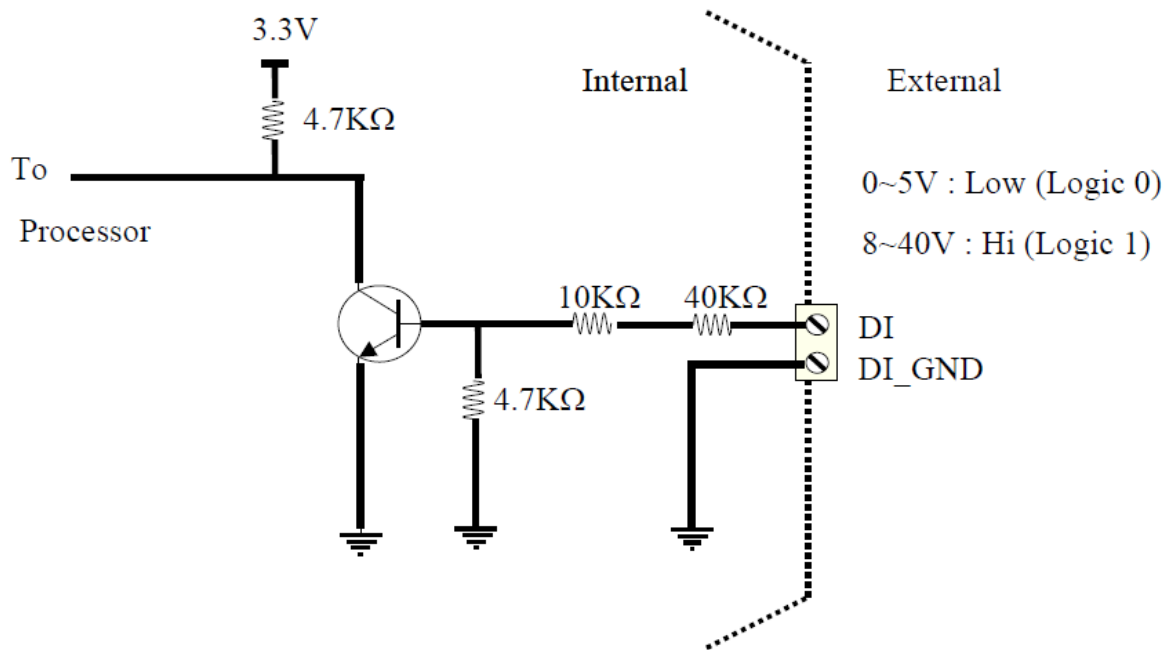 3.3V
Internal
External
4.7KΩ
To
Processor
0~5V : Low (Logic 0)
8~40V : Hi (Logic 1)
10KΩ
40KΩ
DI
DI_GND
4.7KΩ